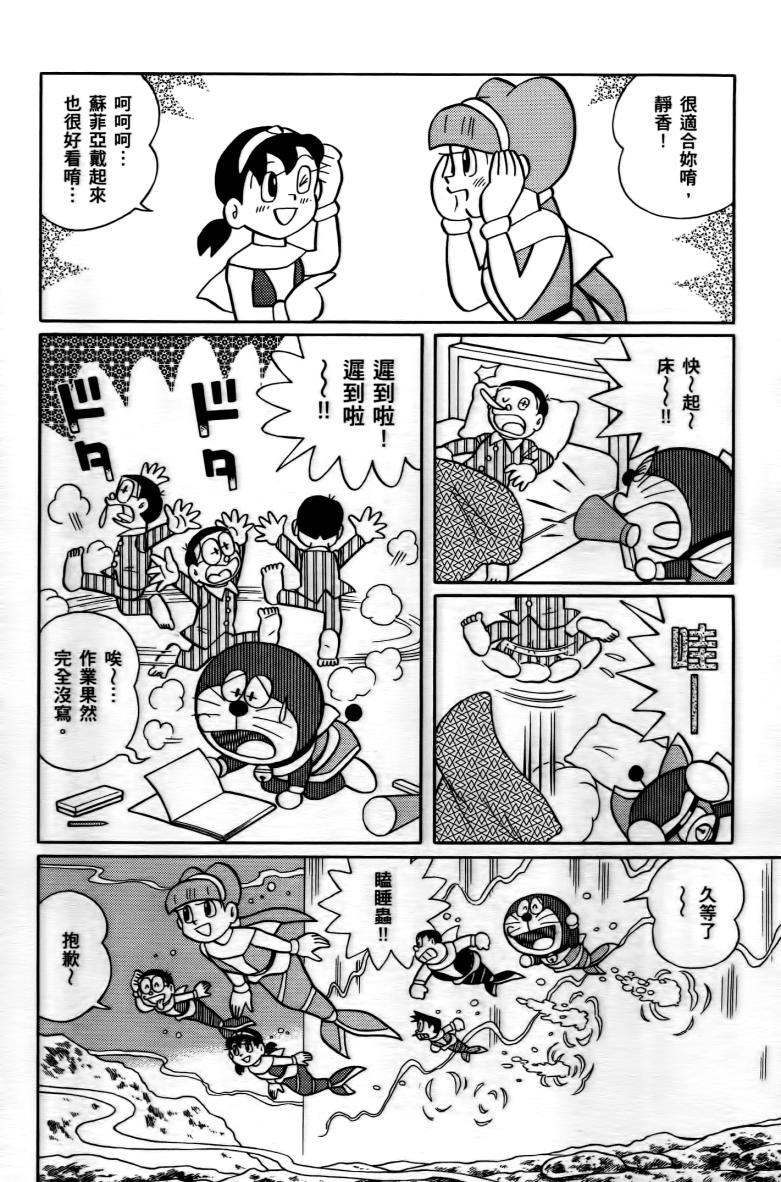 很適合妳唷，
靜香！
呵呵呵…
蘇菲亞戴起來
也很好看唷…
快～起～
床～～!!
哇—
遲到啦！
遲到啦
～～!!
ドタ
ドタ
唉～…
作業果然
完全沒寫。
久等了
～
瞌睡蟲!!
抱歉～